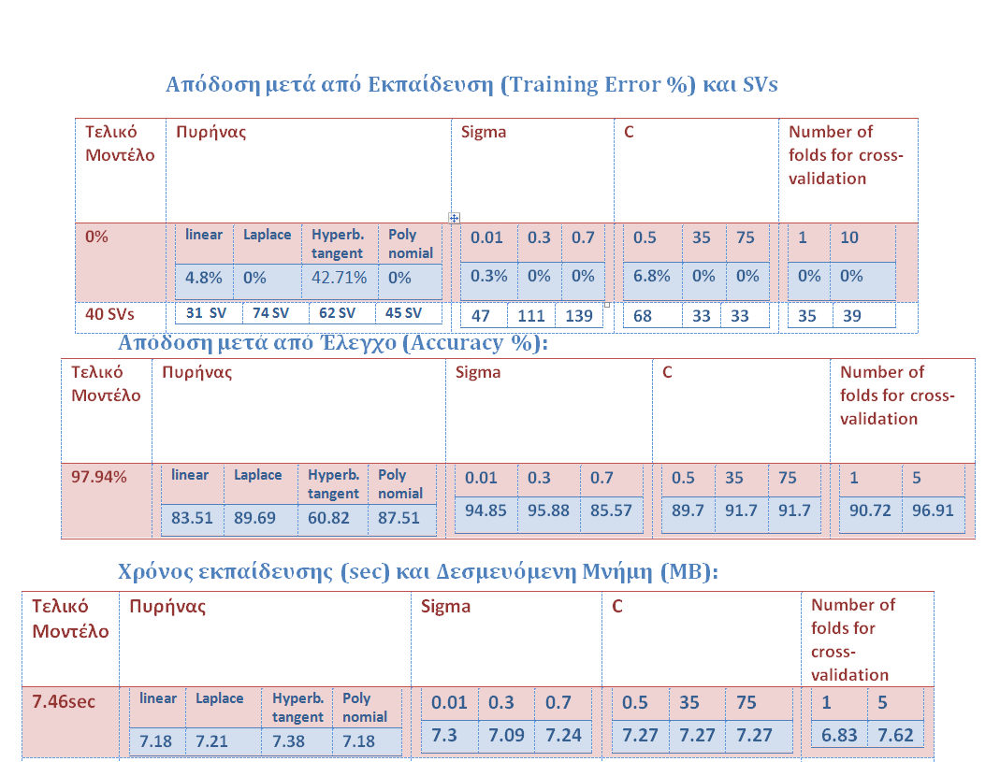 Απόδοση μετά από Εκπαίδευση (Training Error %) και SVs
Τελικό Μοντέλο Πυρήνας Sigma C Number of folds for cross-validation
0% linear Laplace Hyperb. tangent Poly nomial 0.01 0.3 0.7 0.5 35 75 1 10
4.8% 0% 42.71% 0% 0.3% 0% 0% 6.8% 0% 0% 0% 0%
40 SVs 31 SV 74 SV 62 SV 45 SV 47 111 139 68 33 33 35 39
Απόδοση μετά από Έλεγχο (Accuracy %):
Τελικό Μοντέλο Πυρήνας Sigma C Number of folds for cross-validation
97.94% linear Laplace Hyperb. tangent Poly nomial 0.01 0.3 0.7 0.5 35 75 1 5
83.51 89.69 60.82 87.51 94.85 95.88 85.57 89.7 91.7 91.7 90.72 96.91
Χρόνος εκπαίδευσης (sec) και Δεσμευόμενη Μνήμη (MB):
Τελικό Μοντέλο Πυρήνας Sigma C Number of folds for cross-validation
7.46sec linear Laplace Hyperb. tangent Poly nomial 0.01 0.3 0.7 0.5 35 75 1 5
7.18 7.21 7.38 7.18 7.3 7.09 7.24 7.27 7.27 7.27 6.83 7.62